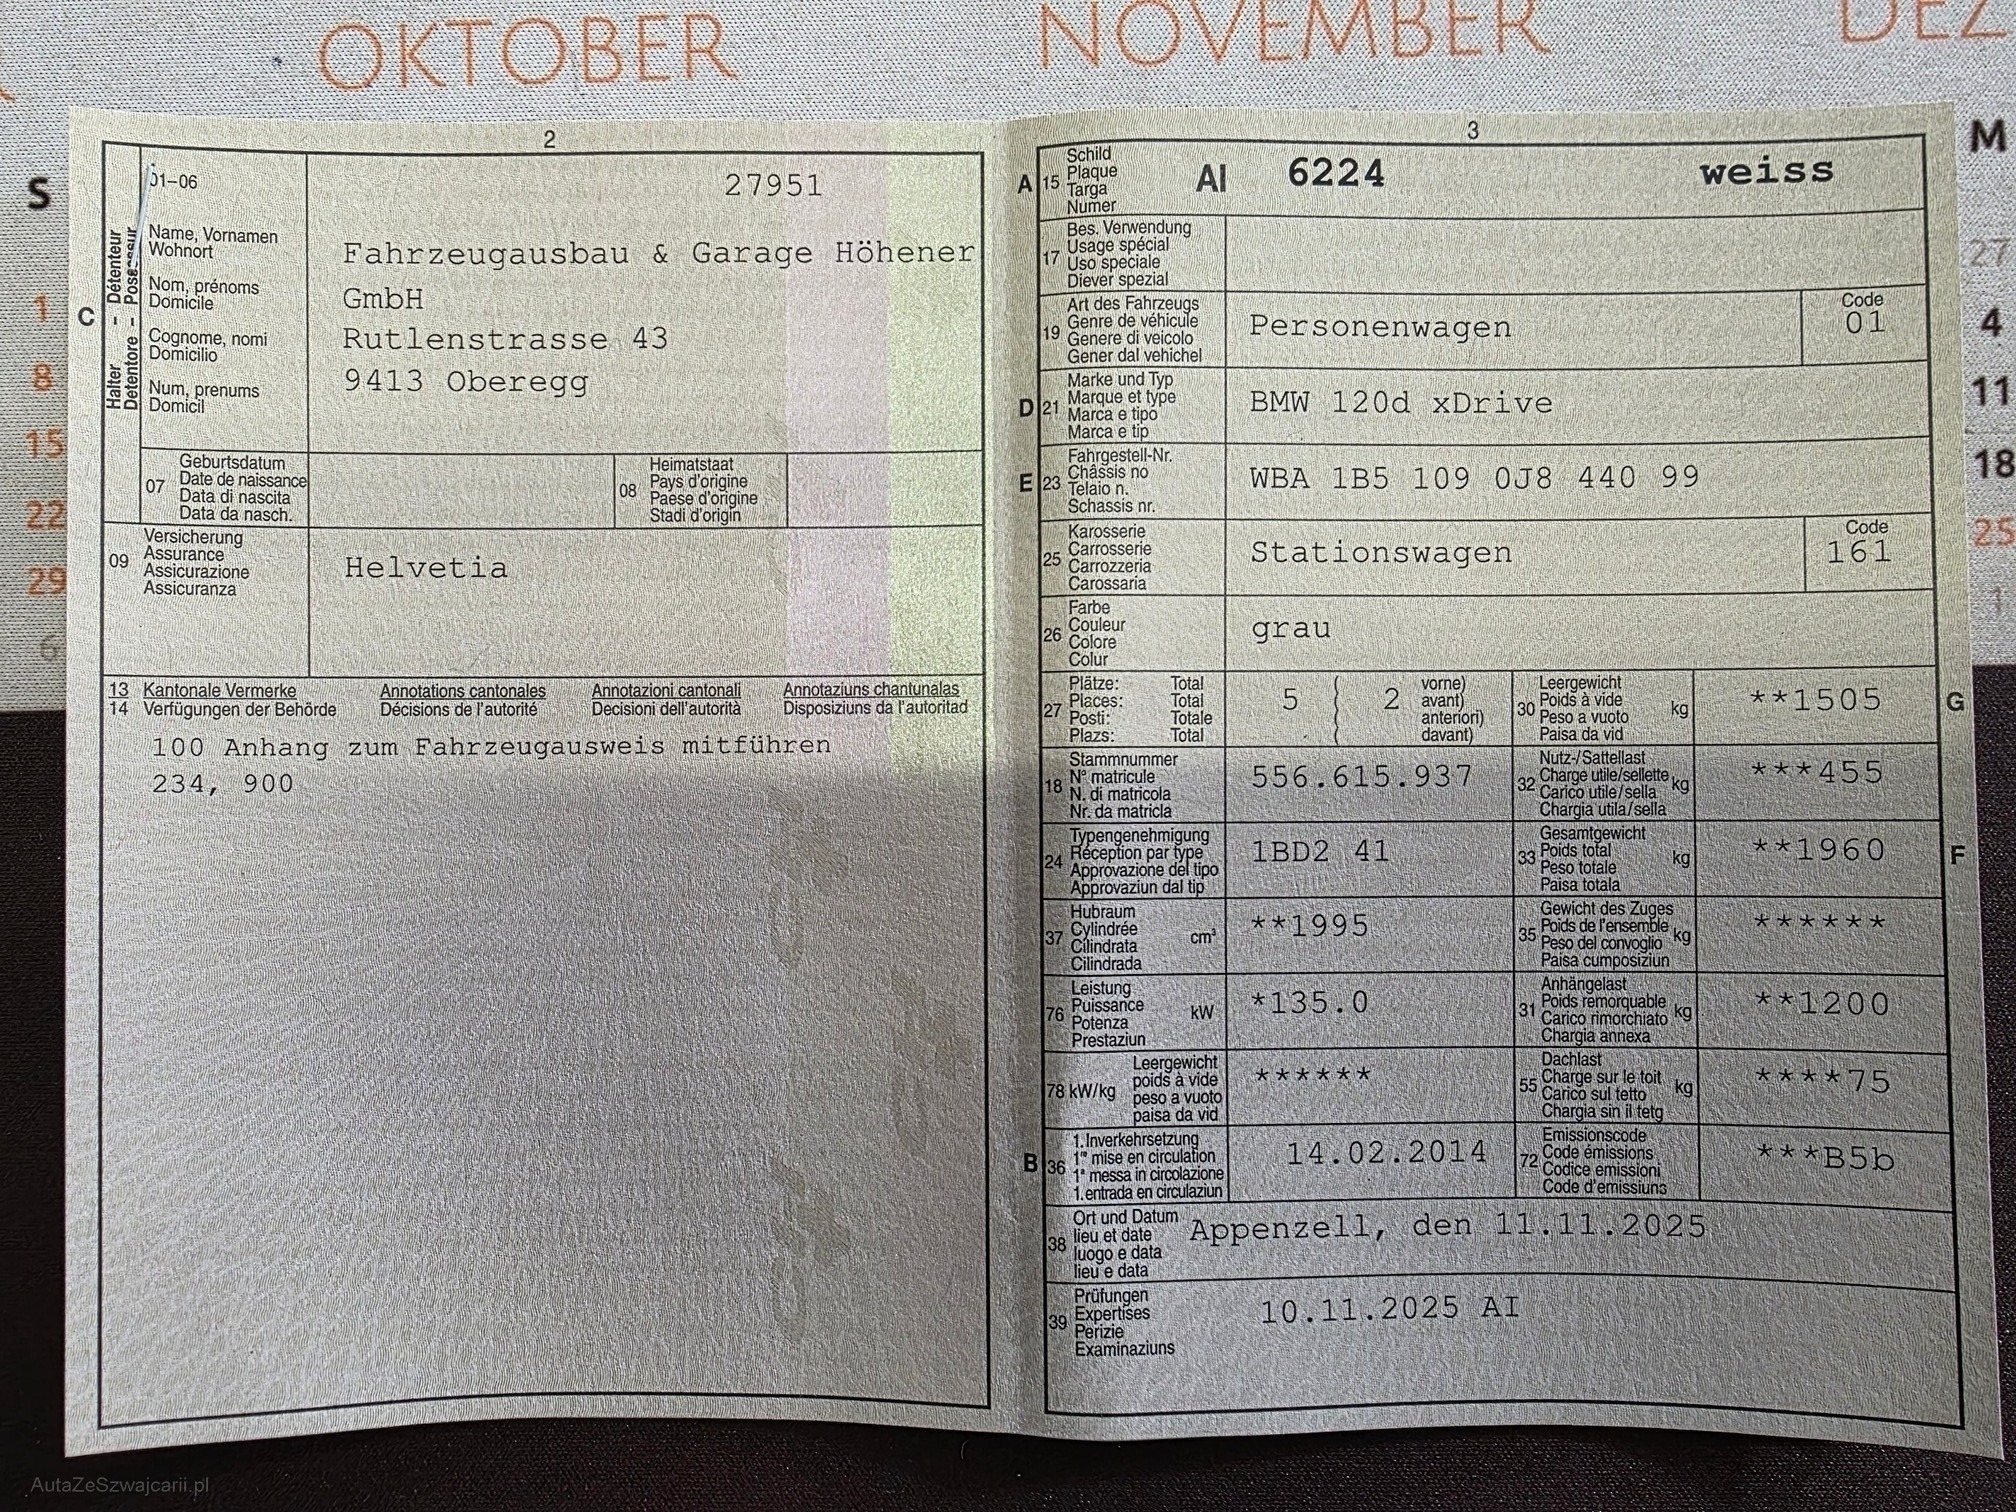 OKTOBER
NOVEMBER
DEZ
S
1
8
15
22
29
6
M
27
4
11
18
25
1
2
01-06
27951
C
Halter - Détenteur
Detentore - Possessur
Name, Vornamen
Wohnort
Nom, prénoms
Domicile
Cognome, nomi
Domicilio
Num, prenums
Domicil
Fahrzeugausbau & Garage Höhener
GmbH
Rutlenstrasse 43
9413 Oberegg
07
Geburtsdatum
Date de naissance
Data di nascita
Data da nasch.
08
Heimatstaat
Pays d'origine
Paese d'origine
Stadi d'origin
09
Versicherung
Assurance
Assicurazione
Assicuranza
Helvetia
13 Kantonale Vermerke Annotations cantonales Annotazioni cantonali Annotaziuns chantunalas
14 Verfügungen der Behörde Décisions de l'autorité Decisioni dell'autorità Disposiziuns da l'autoritad
100 Anhang zum Fahrzeugausweis mitführen
234, 900
3
A 15
Schild
Plaque
Targa
Numer
AI 6224 weiss
17
Bes. Verwendung
Usage spécial
Uso speciale
Diever spezial
19
Art des Fahrzeugs
Genre de véhicule
Genere di veicolo
Gener dal vehichel
Personenwagen
Code
01
D 21
Marke und Typ
Marque et type
Marca e tipo
Marca e tip
BMW 120d xDrive
E 23
Fahrgestell-Nr.
Châssis no
Telaio n.
Schassis nr.
WBA 1B5 109 0J8 440 99
25
Karosserie
Carrosserie
Carrozzeria
Carossaria
Stationswagen
Code
161
26
Farbe
Couleur
Colore
Colur
grau
27
Plätze: Total
Places: Total
Posti: Totale
Plazs: Total
5 ( 2
vorne)
avant)
anteriori)
davant)
30
Leergewicht
Poids à vide
Peso a vuoto
Paisa da vid
kg
**1505
G
18
Stammnummer
N° matricule
N. di matricola
Nr. da matricla
556.615.937
32
Nutz-/Sattellast
Charge utile/sellette
Carico utile/sella
Chargia utila/sella
kg
***455
24
Typengenehmigung
Réception par type
Approvazione del tipo
Approvaziun dal tip
1BD2 41
33
Gesamtgewicht
Poids total
Peso totale
Paisa totala
kg
**1960
F
37
Hubraum
Cylindrée
Cilindrata
Cilindrada
cm³
**1995
35
Gewicht des Zuges
Poids de l'ensemble
Peso del convoglio
Paisa cumposiziun
kg
******
76
Leistung
Puissance
Potenza
Prestaziun
kW
*135.0
31
Anhängelast
Poids remorquable
Carico rimorchiato
Chargia annexa
kg
**1200
78 kW/kg
Leergewicht
poids à vide
peso a vuoto
paisa da vid
******
55
Dachlast
Charge sur le toit
Carico sul tetto
Chargia sin il tetg
kg
****75
B 36
1. Inverkehrsetzung
1re mise en circulation
1a messa in circolazione
1. entrada en circulaziun
14.02.2014
72
Emissionscode
Code émissions
Codice emissioni
Code d'emissiuns
***B5b
38
Ort und Datum
lieu et date
luogo e data
lieu e data
Appenzell, den 11.11.2025
39
Prüfungen
Expertises
Perizie
Examinaziuns
10.11.2025 AI
AutaZeSzwajcarii.pl